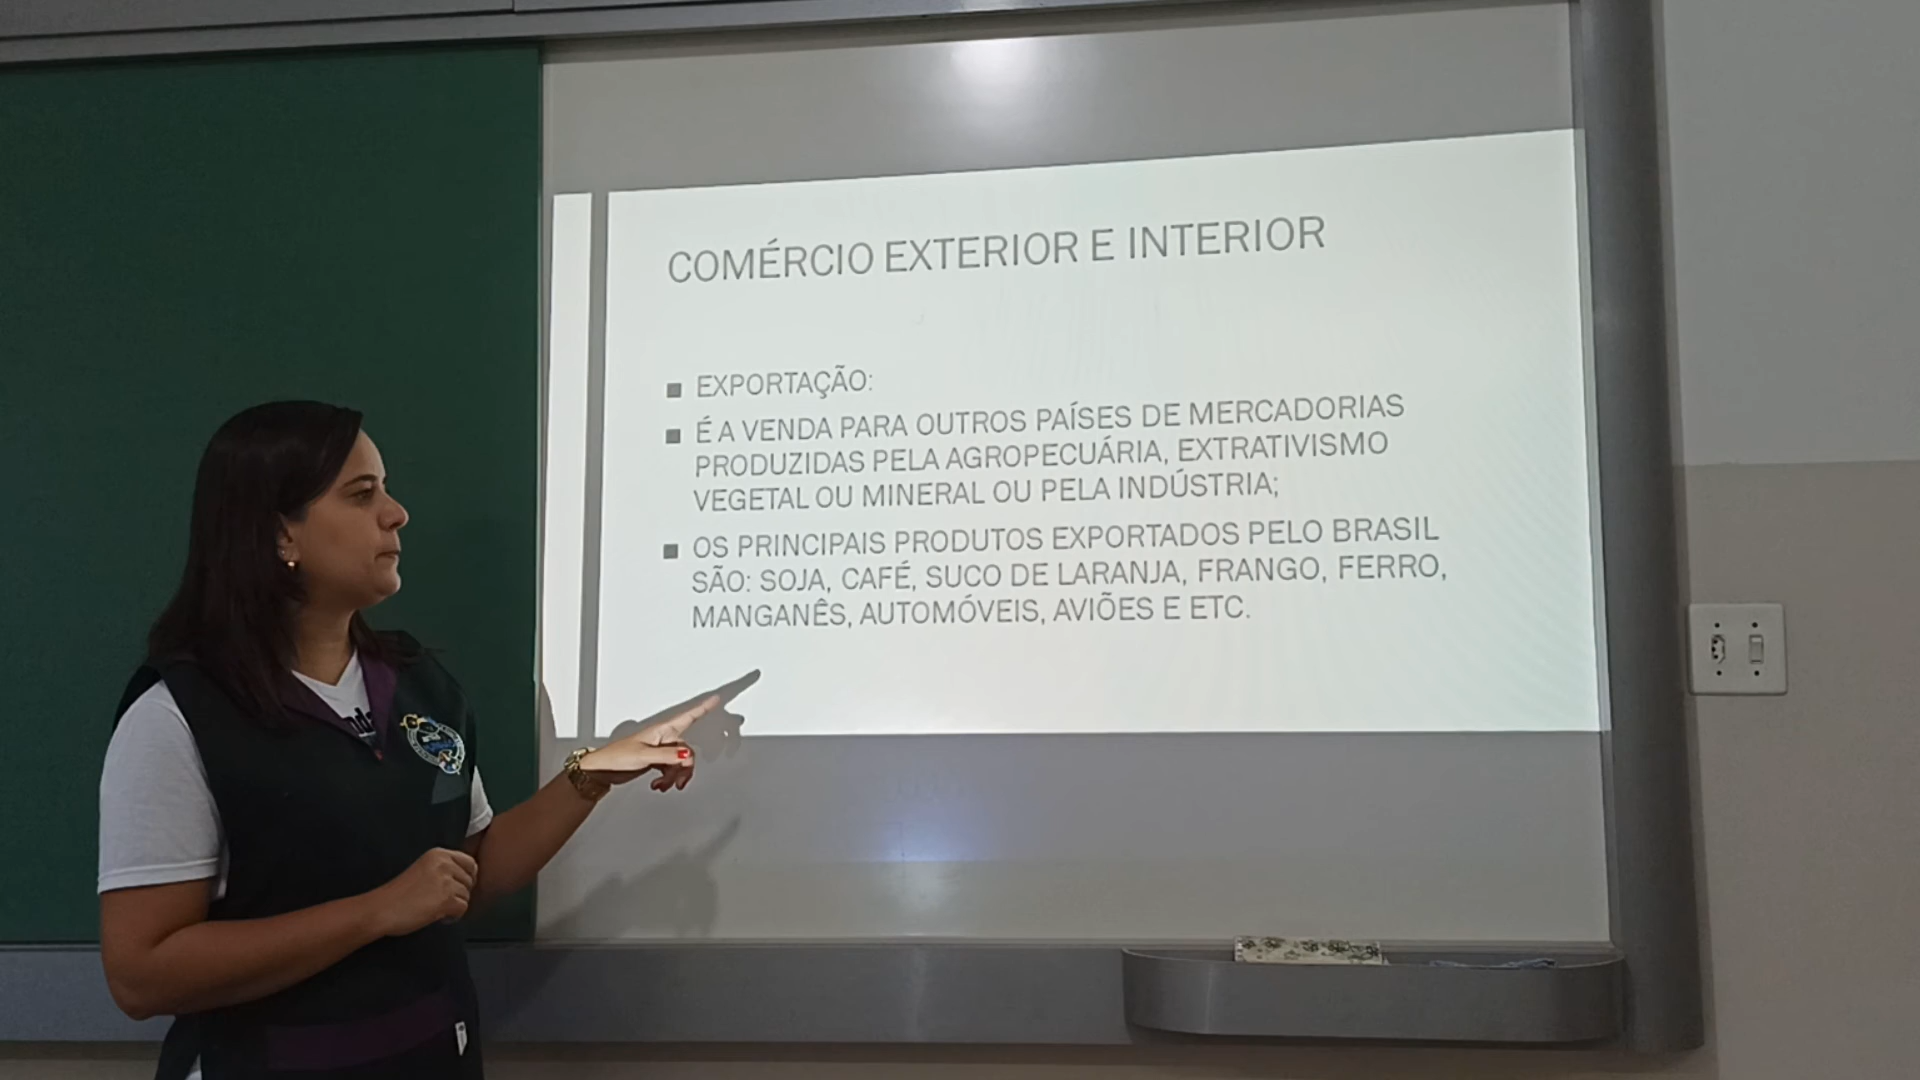 COMÉRCIO EXTERIOR E INTERIOR
EXPORTAÇÃO:
É A VENDA PARA OUTROS PAÍSES DE MERCADORIAS
PRODUZIDAS PELA AGROPECUÁRIA, EXTRATIVISMO
VEGETAL OU MINERAL OU PELA INDÚSTRIA;
OS PRINCIPAIS PRODUTOS EXPORTADOS PELO BRASIL
SÃO: SOJA, CAFÉ, SUCO DE LARANJA, FRANGO, FERRO,
MANGANÊS, AUTOMÓVEIS, AVIÕES E ETC.